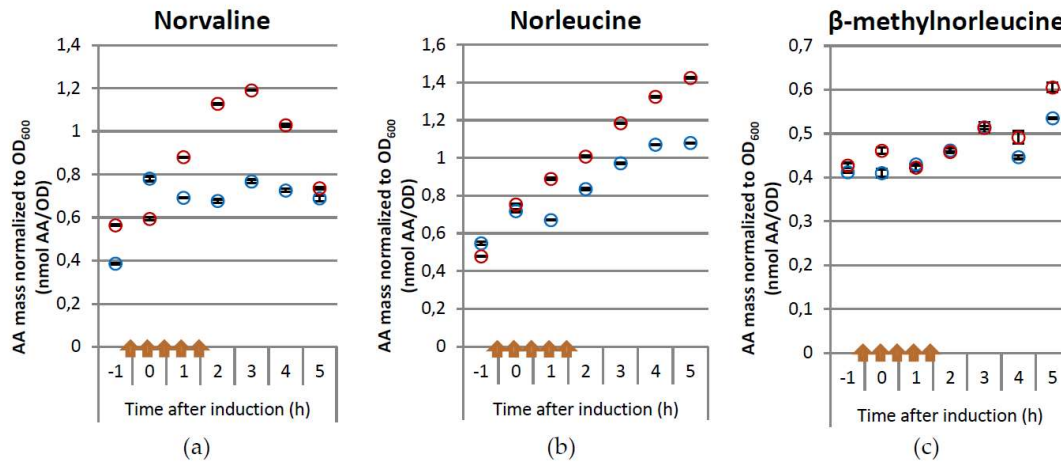 Norvaline
AA mass normalized to OD600
(nmol AA/OD)
1,4
1,2
1
0,8
0,6
0,4
0,2
0
-1 0 1 2 3 4 5
Time after induction (h)
(a)
Norleucine
AA mass normalized to OD600
(nmol AA/OD)
1,6
1,4
1,2
1
0,8
0,6
0,4
0,2
0
-1 0 1 2 3 4 5
Time after induction (h)
(b)
β-methylnorleucine
AA mass normalized to OD600
(nmol AA/OD)
0,7
0,6
0,5
0,4
0,3
0,2
0,1
0
-1 0 1 2 3 4 5
Time after induction (h)
(c)